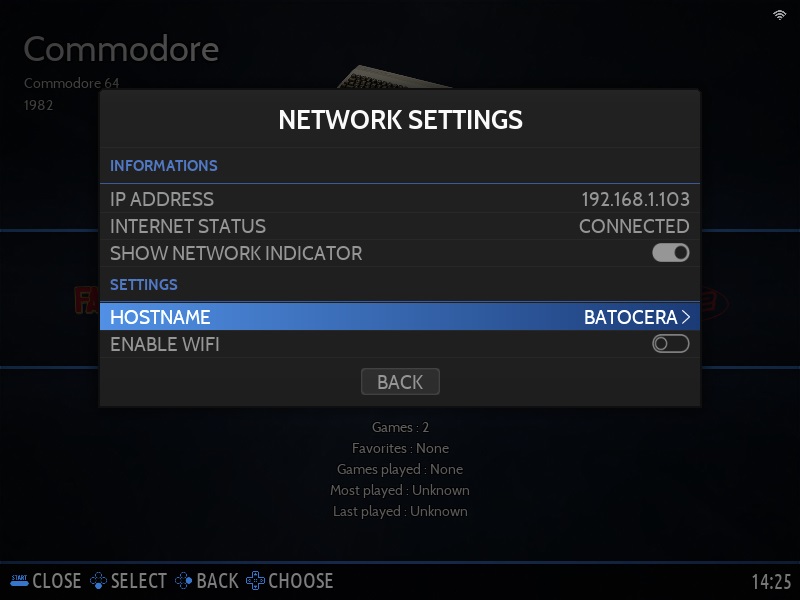 Commodore
Commodore 64
1982
NETWORK SETTINGS
INFORMATIONS
IP ADDRESS 192.168.1.103
INTERNET STATUS CONNECTED
SHOW NETWORK INDICATOR
SETTINGS
HOSTNAME BATOCERA
ENABLE WIFI
BACK
Games : 2
Favorites : None
Games played : None
Most played : Unknown
Last played : Unknown
START CLOSE SELECT BACK CHOOSE 14:25